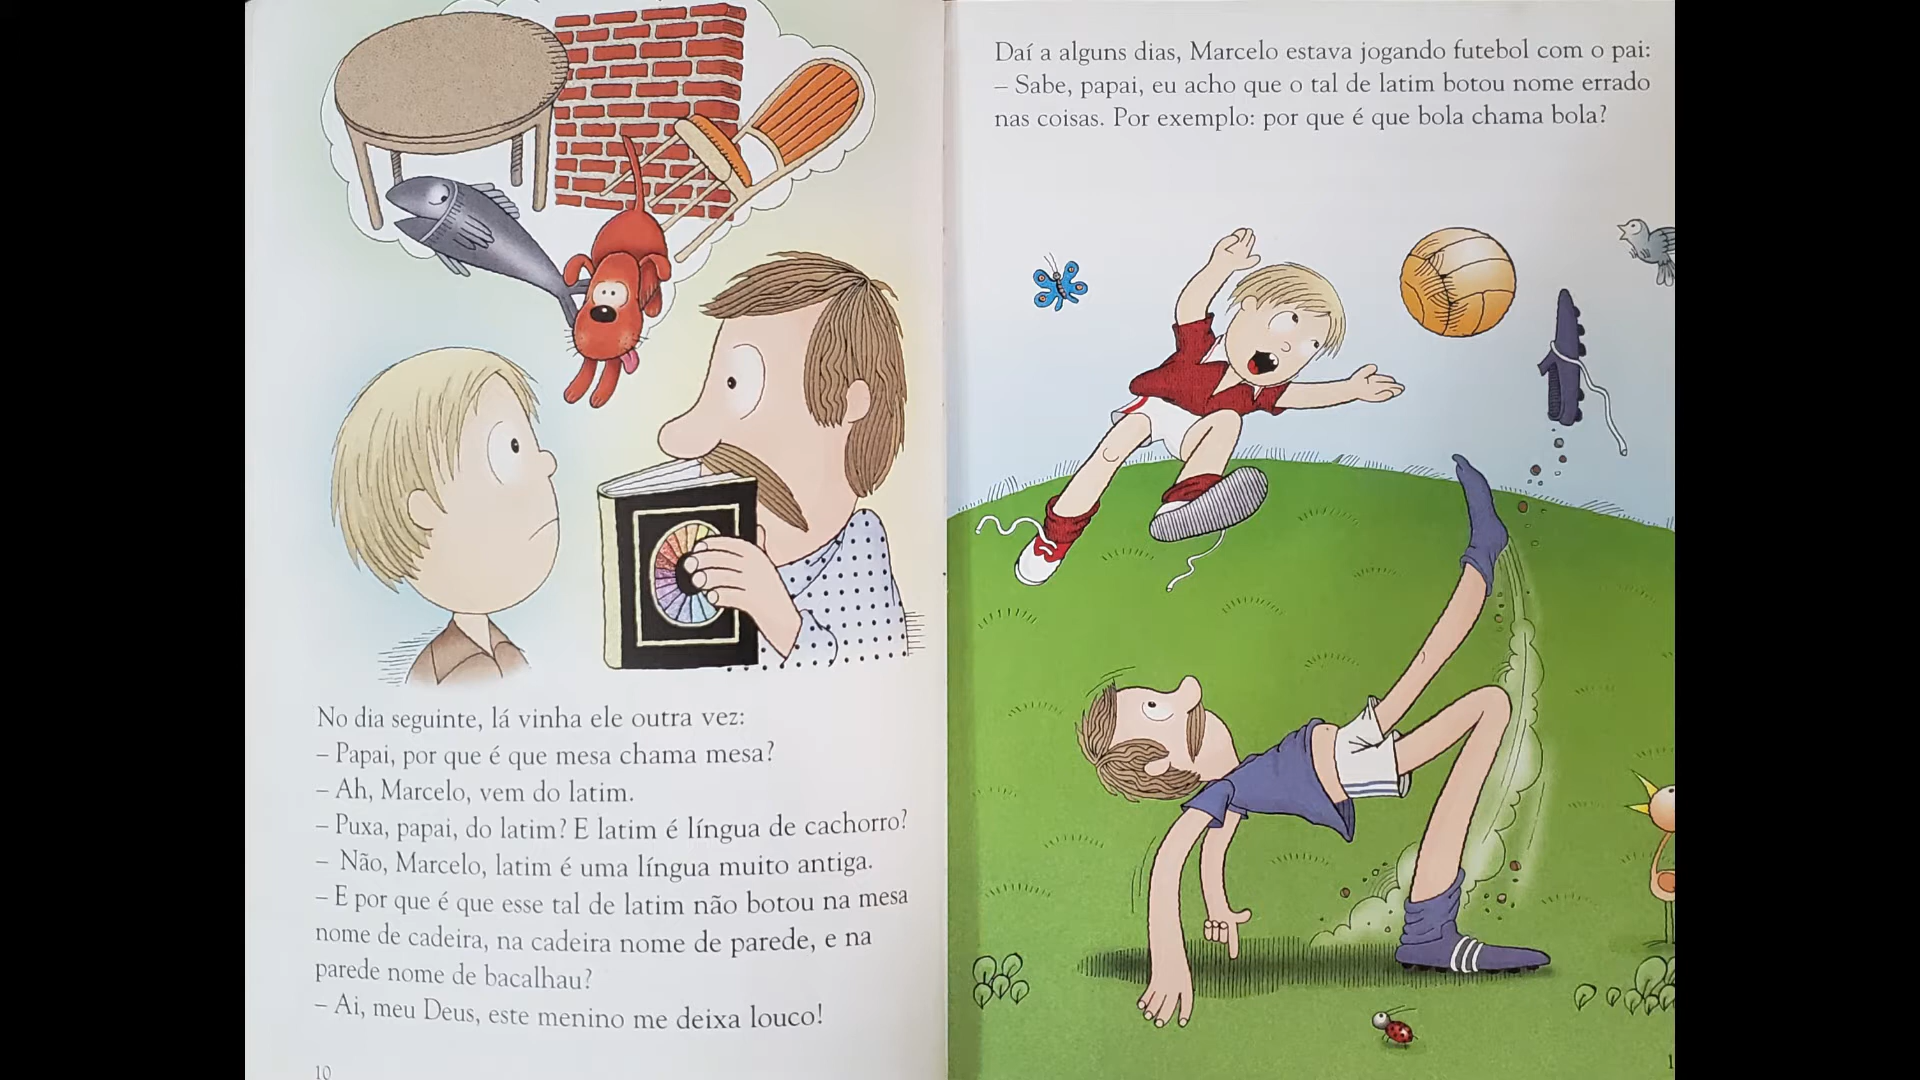 No dia seguinte, lá vinha ele outra vez:
– Papai, por que é que mesa chama mesa?
– Ah, Marcelo, vem do latim.
– Puxa, papai, do latim? E latim é língua de cachorro?
– Não, Marcelo, latim é uma língua muito antiga.
– E por que é que esse tal de latim não botou na mesa
nome de cadeira, na cadeira nome de parede, e na
parede nome de bacalhau?
– Ai, meu Deus, este menino me deixa louco!
10
Daí a alguns dias, Marcelo estava jogando futebol com o pai:
– Sabe, papai, eu acho que o tal de latim botou nome errado
nas coisas. Por exemplo: por que é que bola chama bola?